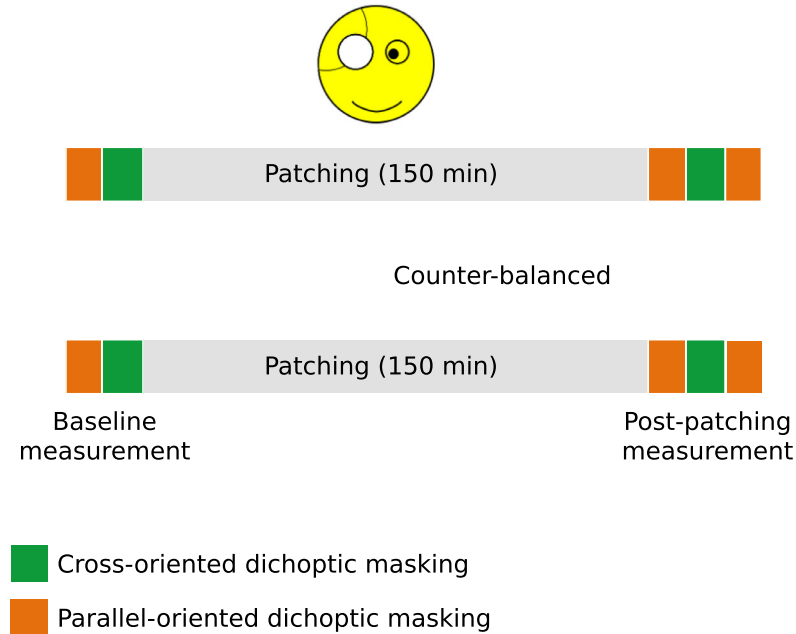 Patching (150 min)
Counter-balanced
Patching (150 min)
Baseline
measurement
Post-patching
measurement
Cross-oriented dichoptic masking
Parallel-oriented dichoptic masking